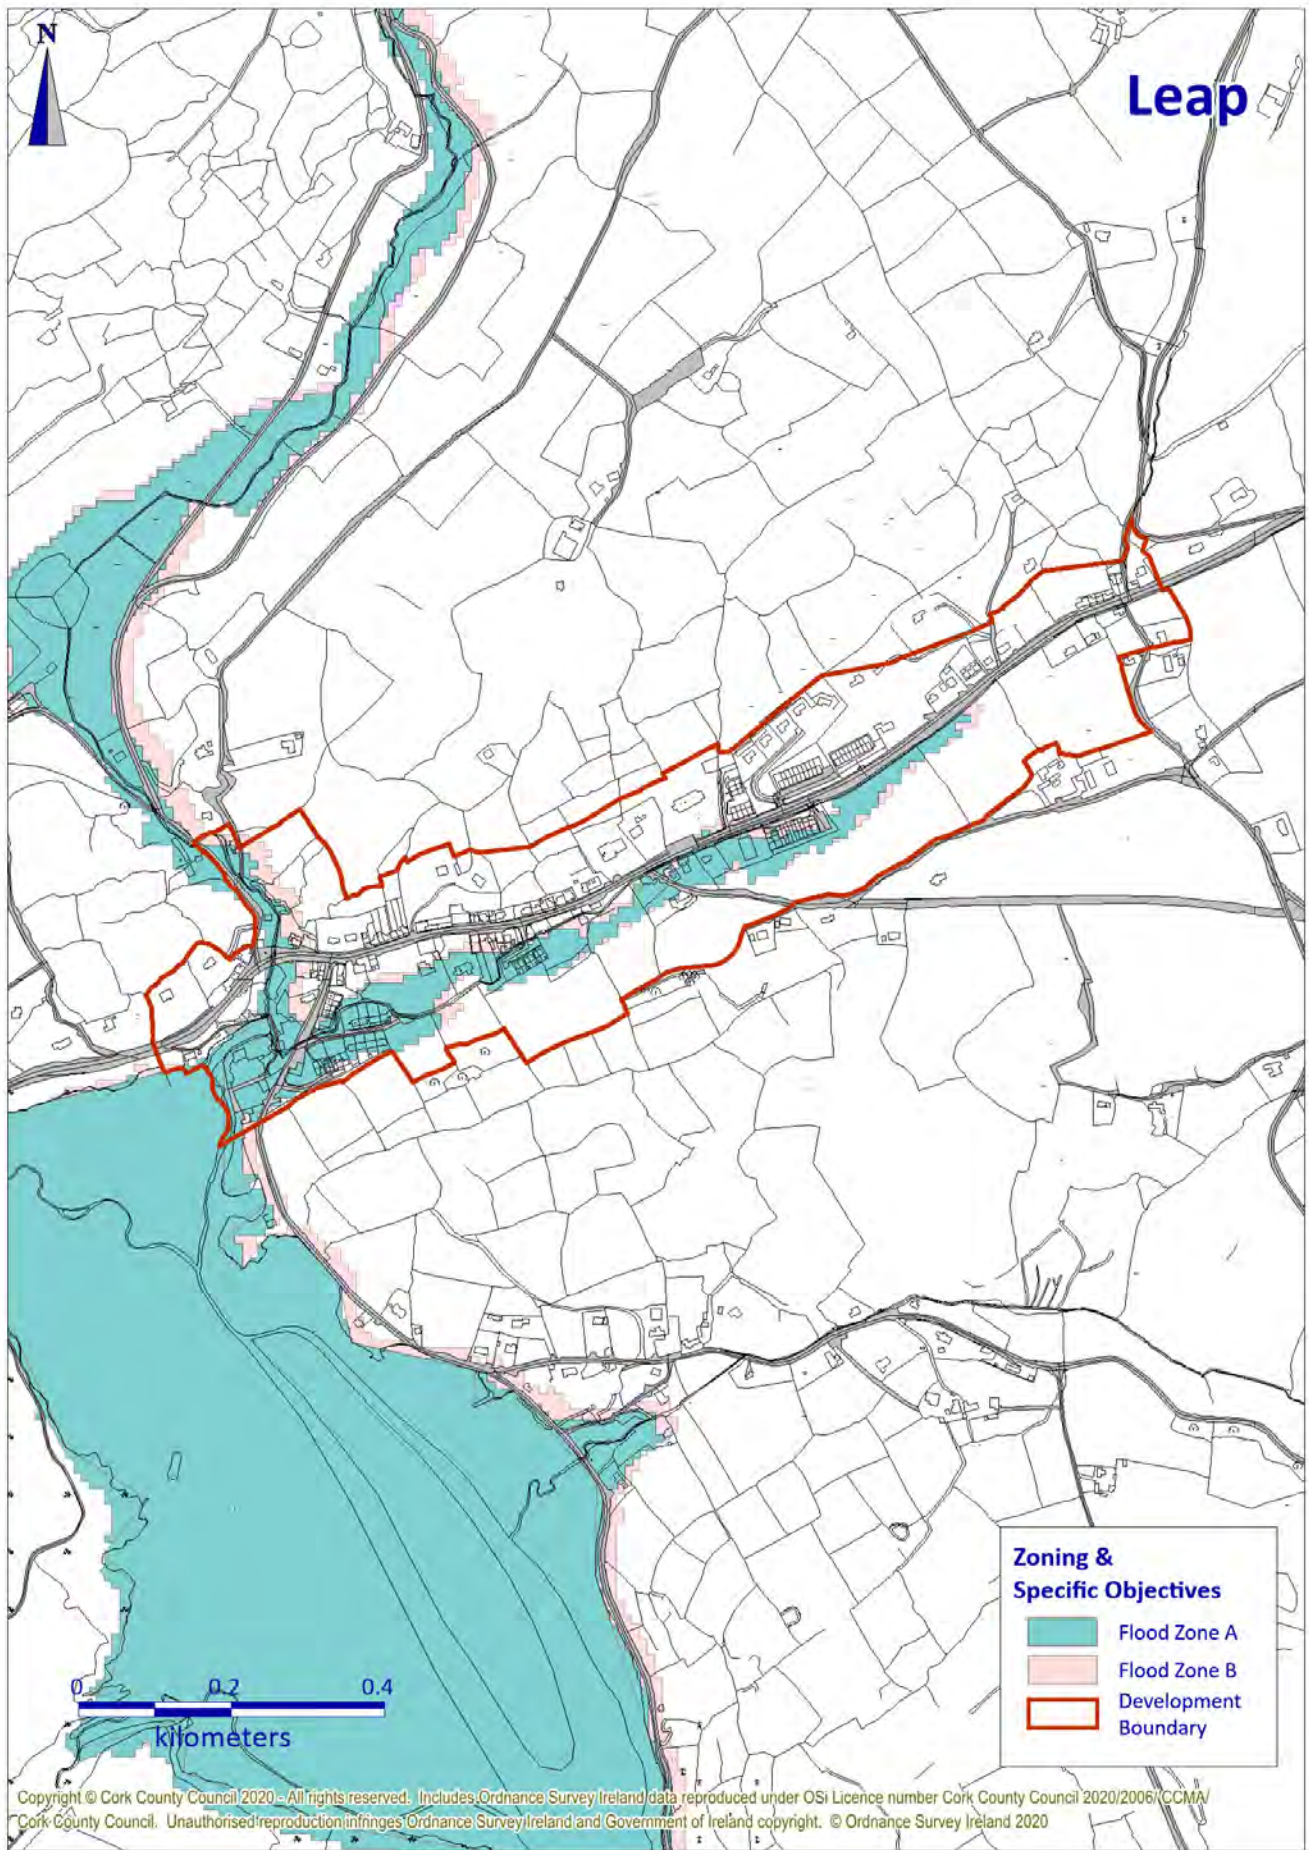 N
Leap
Zoning &
Specific Objectives
Flood Zone A
Flood Zone B
Development
Boundary
0 0.2 0.4
kilometers
Copyright © Cork County Council 2020 - All rights reserved. Includes Ordnance Survey Ireland data reproduced under OSi Licence number Cork County Council 2020/2006/CCMA/
Cork County Council. Unauthorised reproduction infringes Ordnance Survey Ireland and Government of Ireland copyright. © Ordnance Survey Ireland 2020